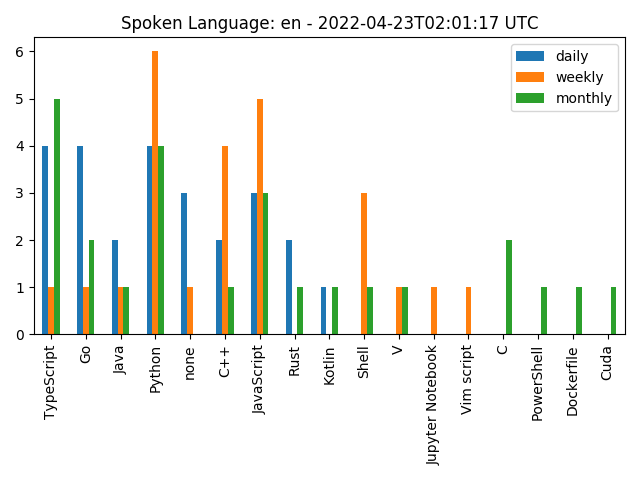 Spoken Language: en - 2022-04-23T02:01:17 UTC
daily
weekly
monthly
6
5
4
3
2
1
0
TypeScript
Go
Java
Python
none
C++
JavaScript
Rust
Kotlin
Shell
V
Jupyter Notebook
Vim script
C
PowerShell
Dockerfile
Cuda